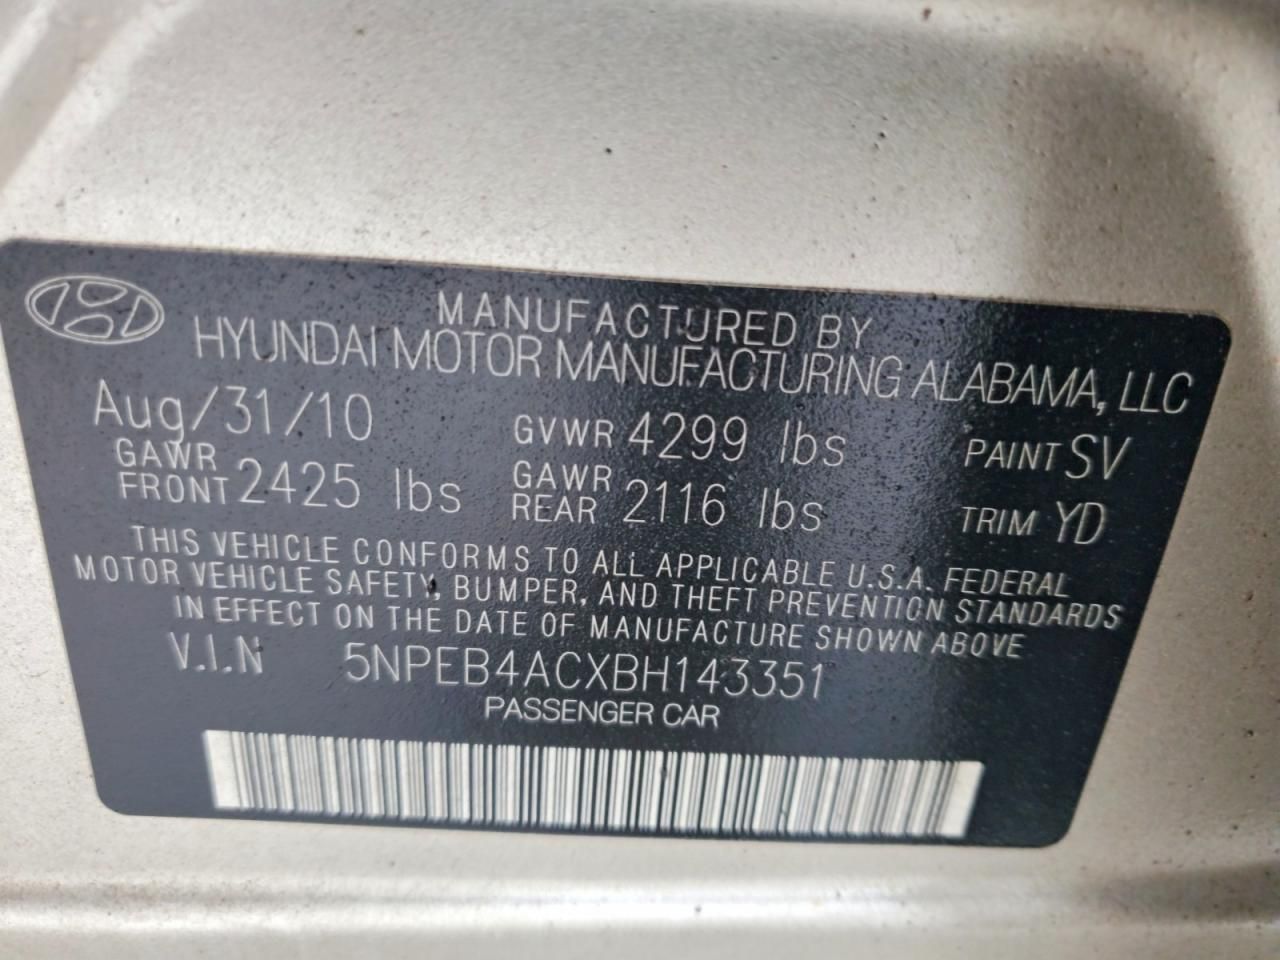 MANUFACTURED BY
HYUNDAI MOTOR MANUFACTURING ALABAMA, LLC
Aug/31/10 GVWR 4299 lbs PAINT SV
GAWR FRONT 2425 lbs GAWR REAR 2116 lbs TRIM YD
THIS VEHICLE CONFORMS TO ALL APPLICABLE U.S.A. FEDERAL
MOTOR VEHICLE SAFETY, BUMPER, AND THEFT PREVENTION STANDARDS
IN EFFECT ON THE DATE OF MANUFACTURE SHOWN ABOVE
V.I.N 5NPEB4ACXBH143351
PASSENGER CAR